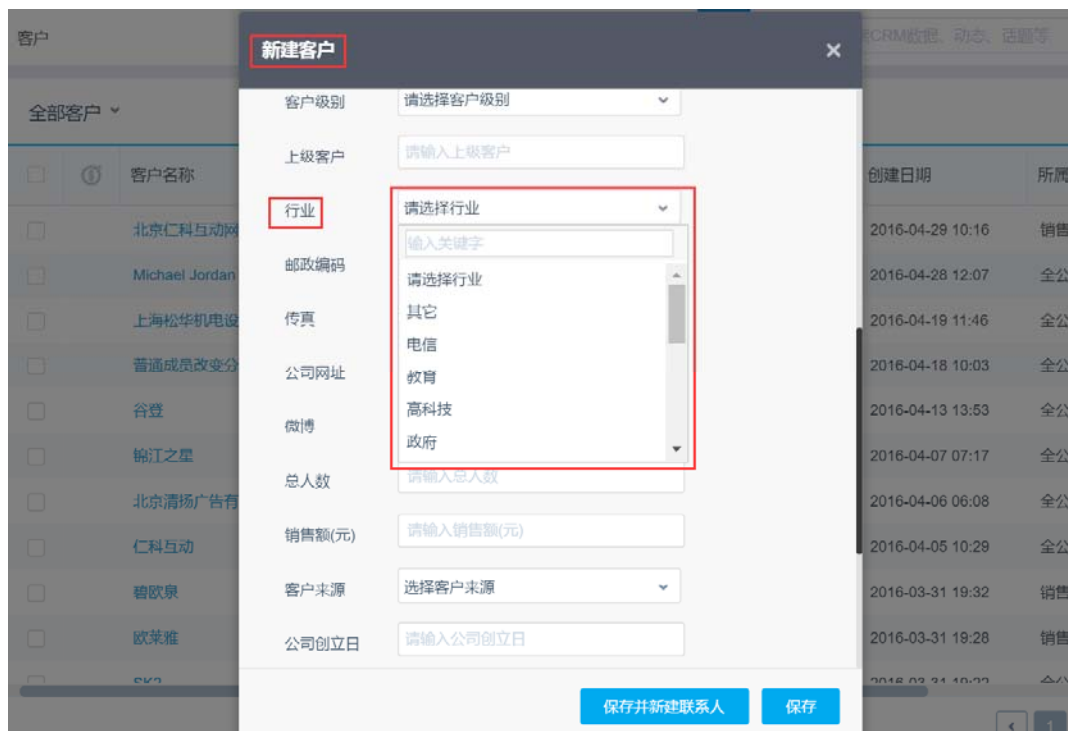 客户
CRM数据、动态、话题等
新建客户
全部客户
客户名称
创建日期
所属
北京仁科互动网
2016-04-29 10:16
销售
Michael Jordan
2016-04-28 12:07
全公
上海松华机电设
2016-04-19 11:46
全公
普通成员改变分
2016-04-18 10:03
全公
谷登
2016-04-13 13:53
全公
锦江之星
2016-04-07 07:17
全公
北京清扬广告有
2016-04-06 06:08
全公
仁科互动
2016-04-05 10:29
全公
碧欧泉
2016-03-31 19:32
销售
欧莱雅
2016-03-31 19:28
销售
SK2
2016-03-31 19:22
全公
客户级别
请选择客户级别
上级客户
请输入上级客户
行业
请选择行业
输入关键字
请选择行业
其它
电信
教育
高科技
政府
邮政编码
传真
公司网址
微博
总人数
请输入总人数
销售额(元)
请输入销售额(元)
客户来源
选择客户来源
公司创立日
请输入公司创立日
保存并新建联系人
保存
1